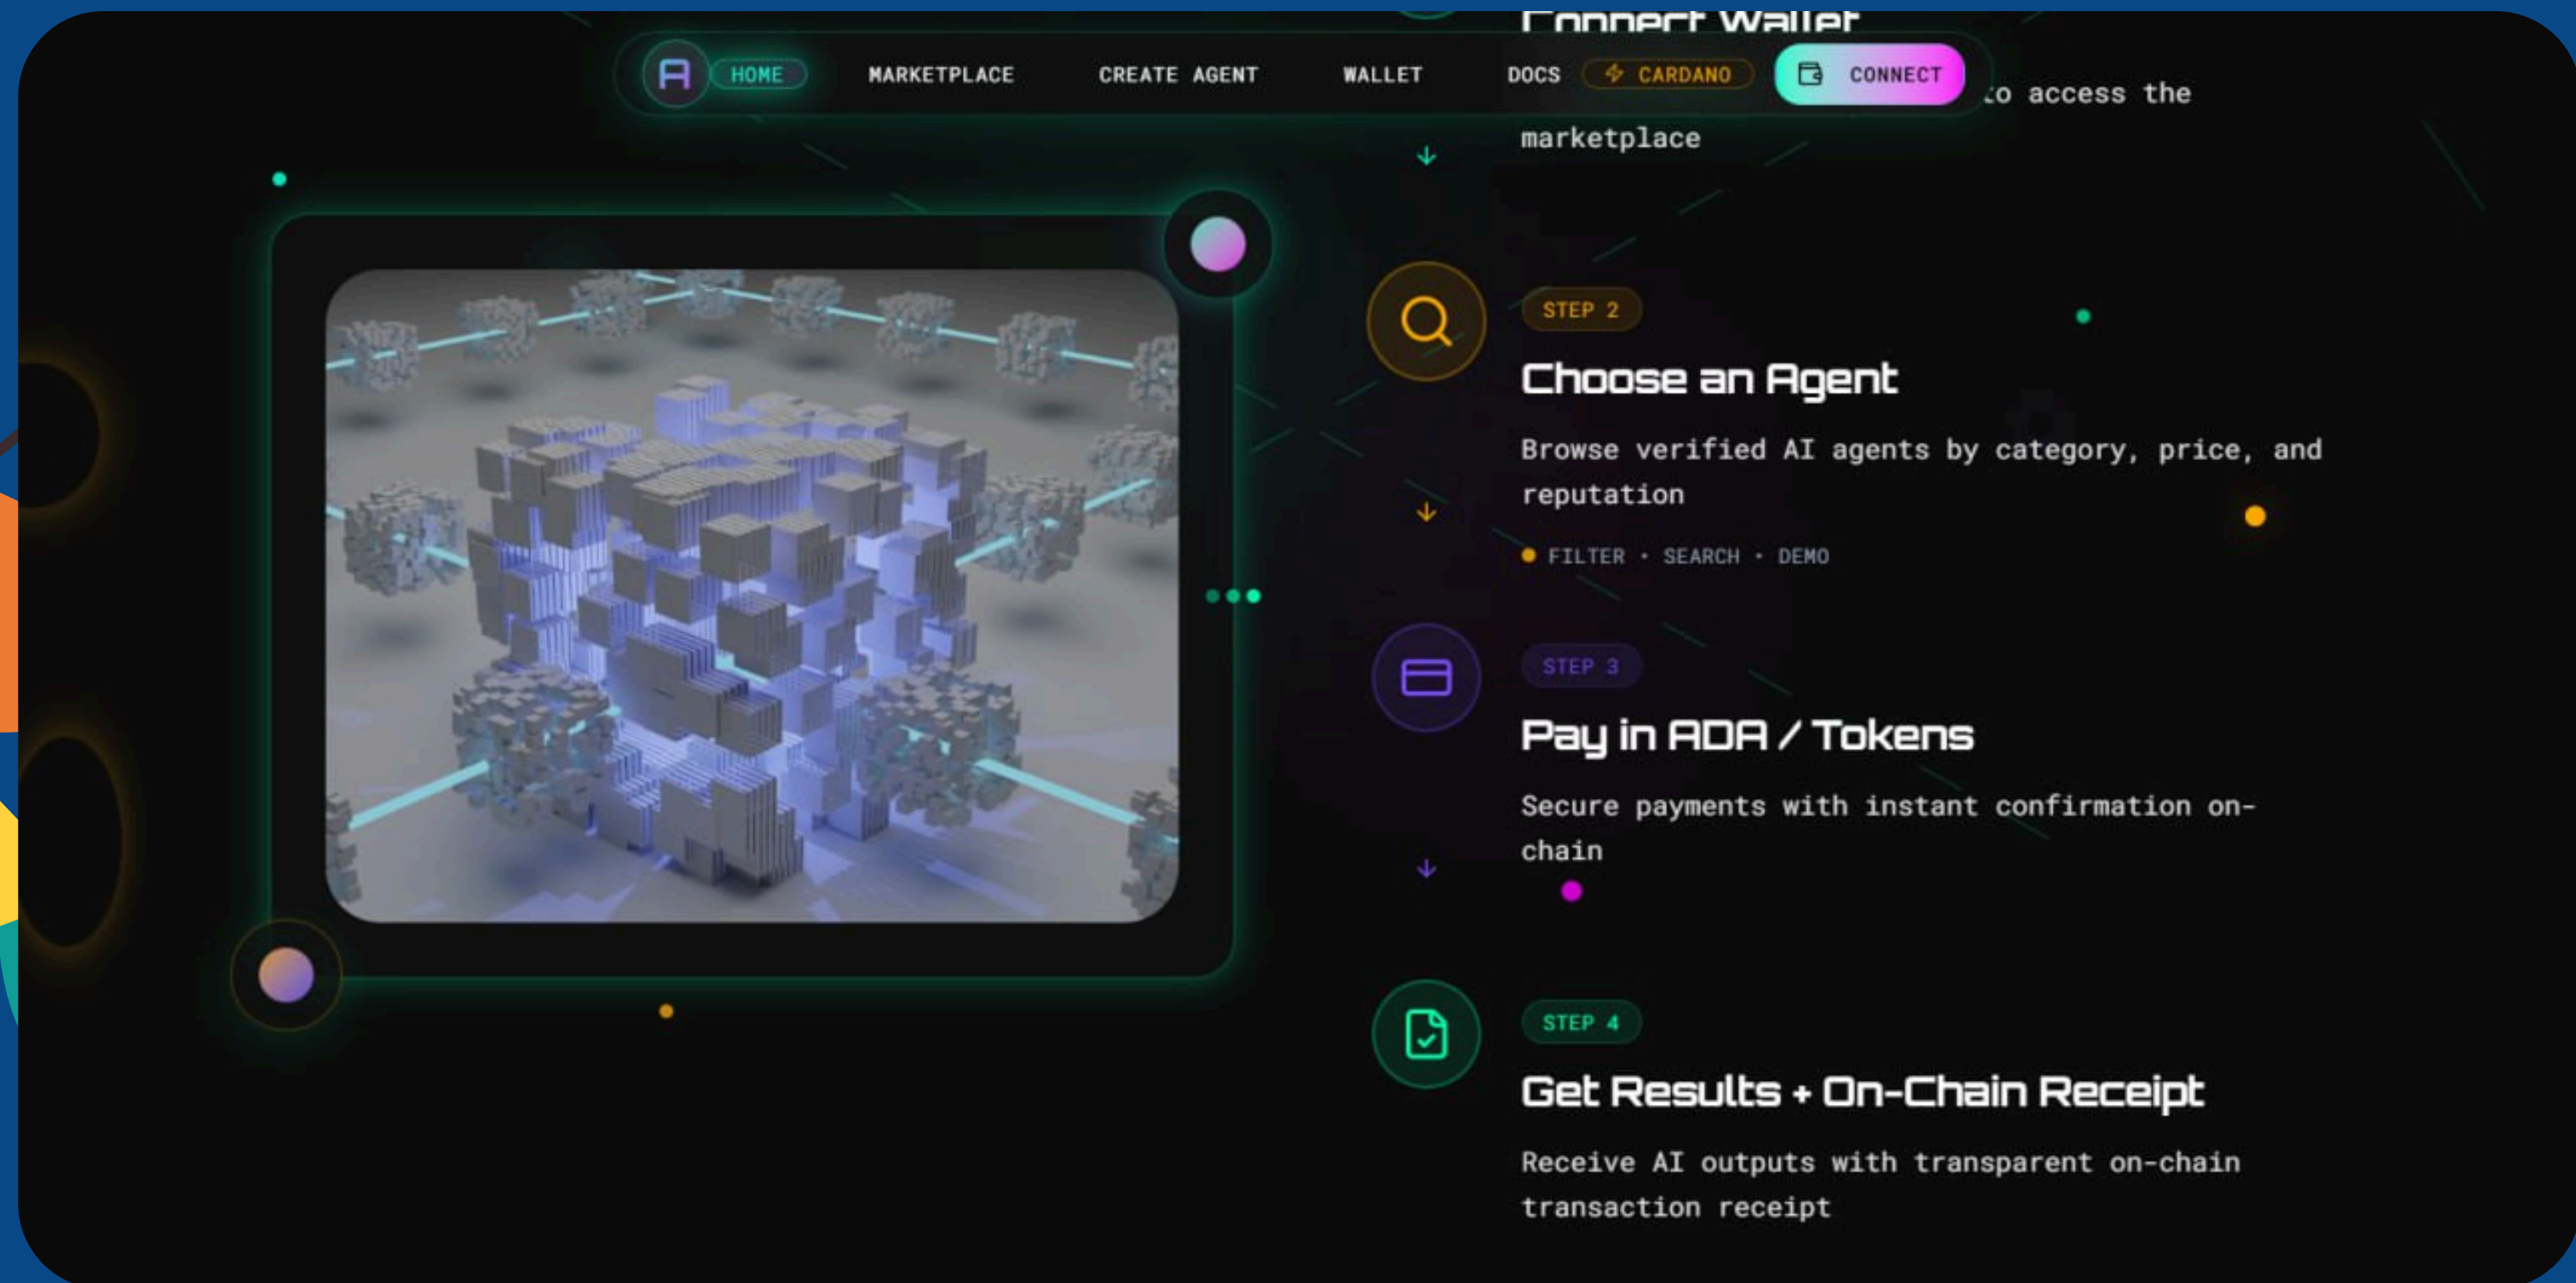 Connect Wallet
HOME MARKETPLACE CREATE AGENT WALLET DOCS CARDANO CONNECT
to access the
marketplace
STEP 2
Choose an Agent
Browse verified AI agents by category, price, and
reputation
FILTER • SEARCH • DEMO
STEP 3
Pay in ADA / Tokens
Secure payments with instant confirmation on-
chain
STEP 4
Get Results + On-Chain Receipt
Receive AI outputs with transparent on-chain
transaction receipt